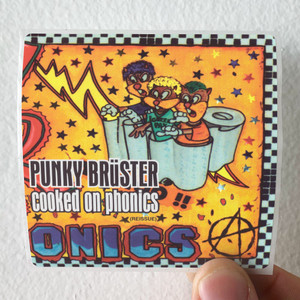 PUNKY BRÜSTER
cooked on phonics
(REISSUE)
!!
ONICS